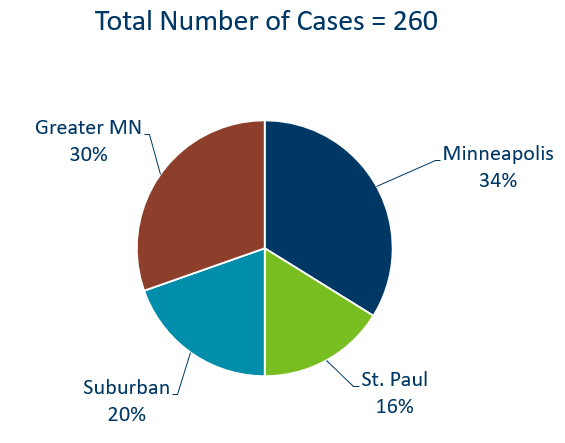 Total Number of Cases = 260
Greater MN
30%
Minneapolis
34%
Suburban
20%
St. Paul
16%